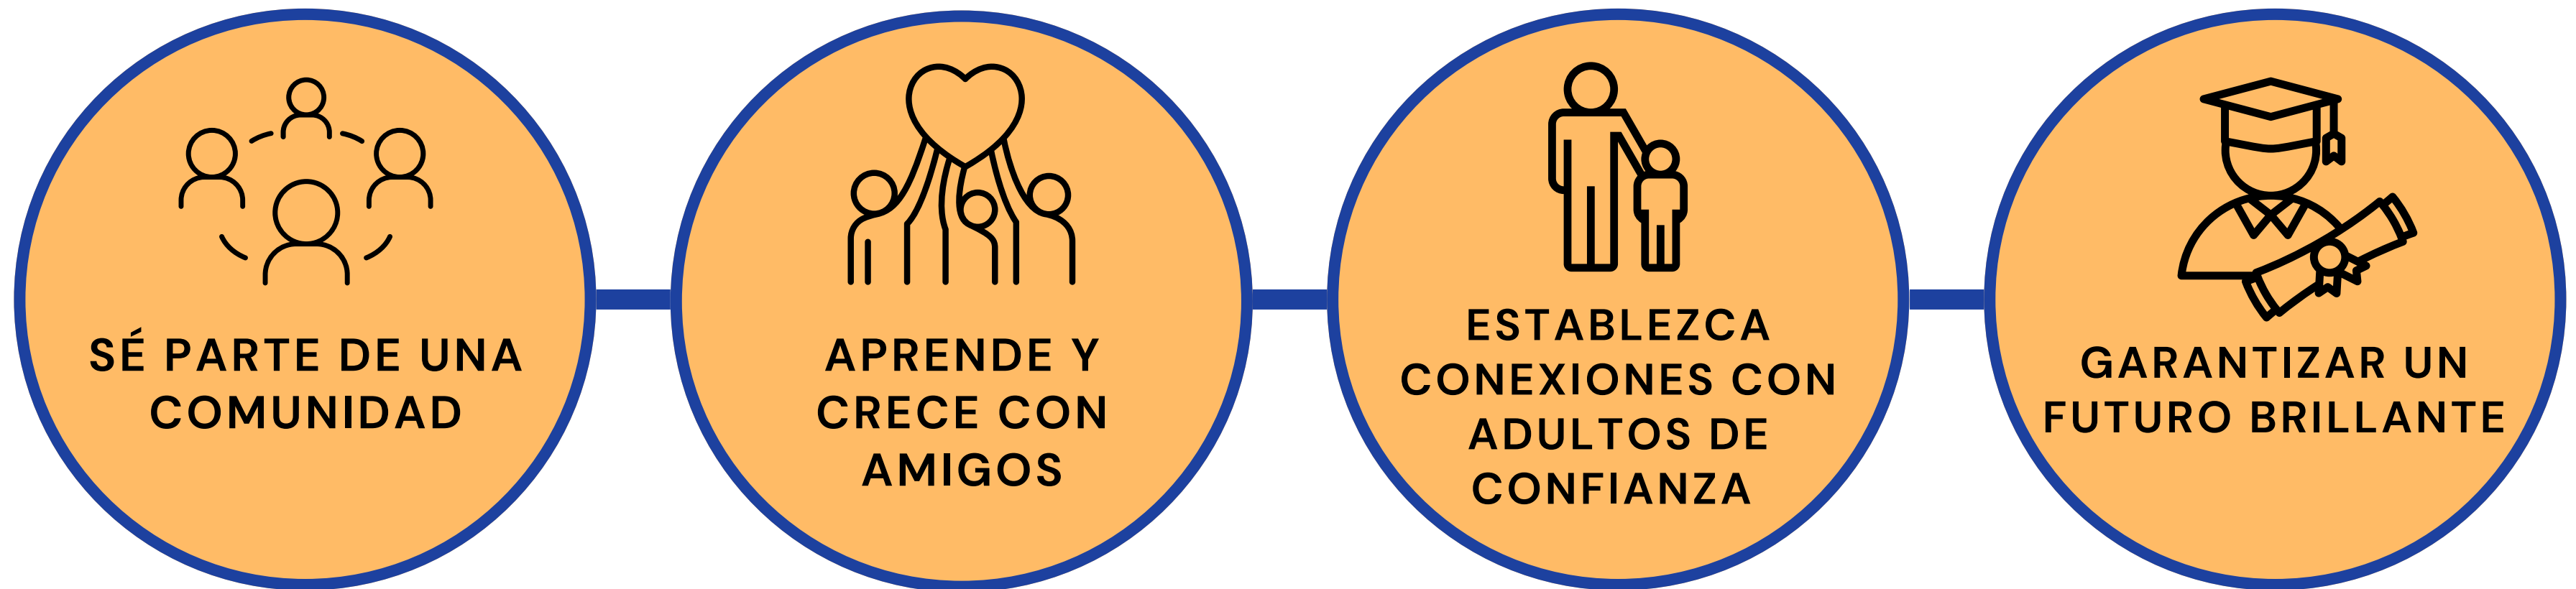 SÉ PARTE DE UNA
COMUNIDAD
APRENDE Y
CRECE CON
AMIGOS
ESTABLEZCA
CONEXIONES CON
ADULTOS DE
CONFIANZA
GARANTIZAR UN
FUTURO BRILLANTE